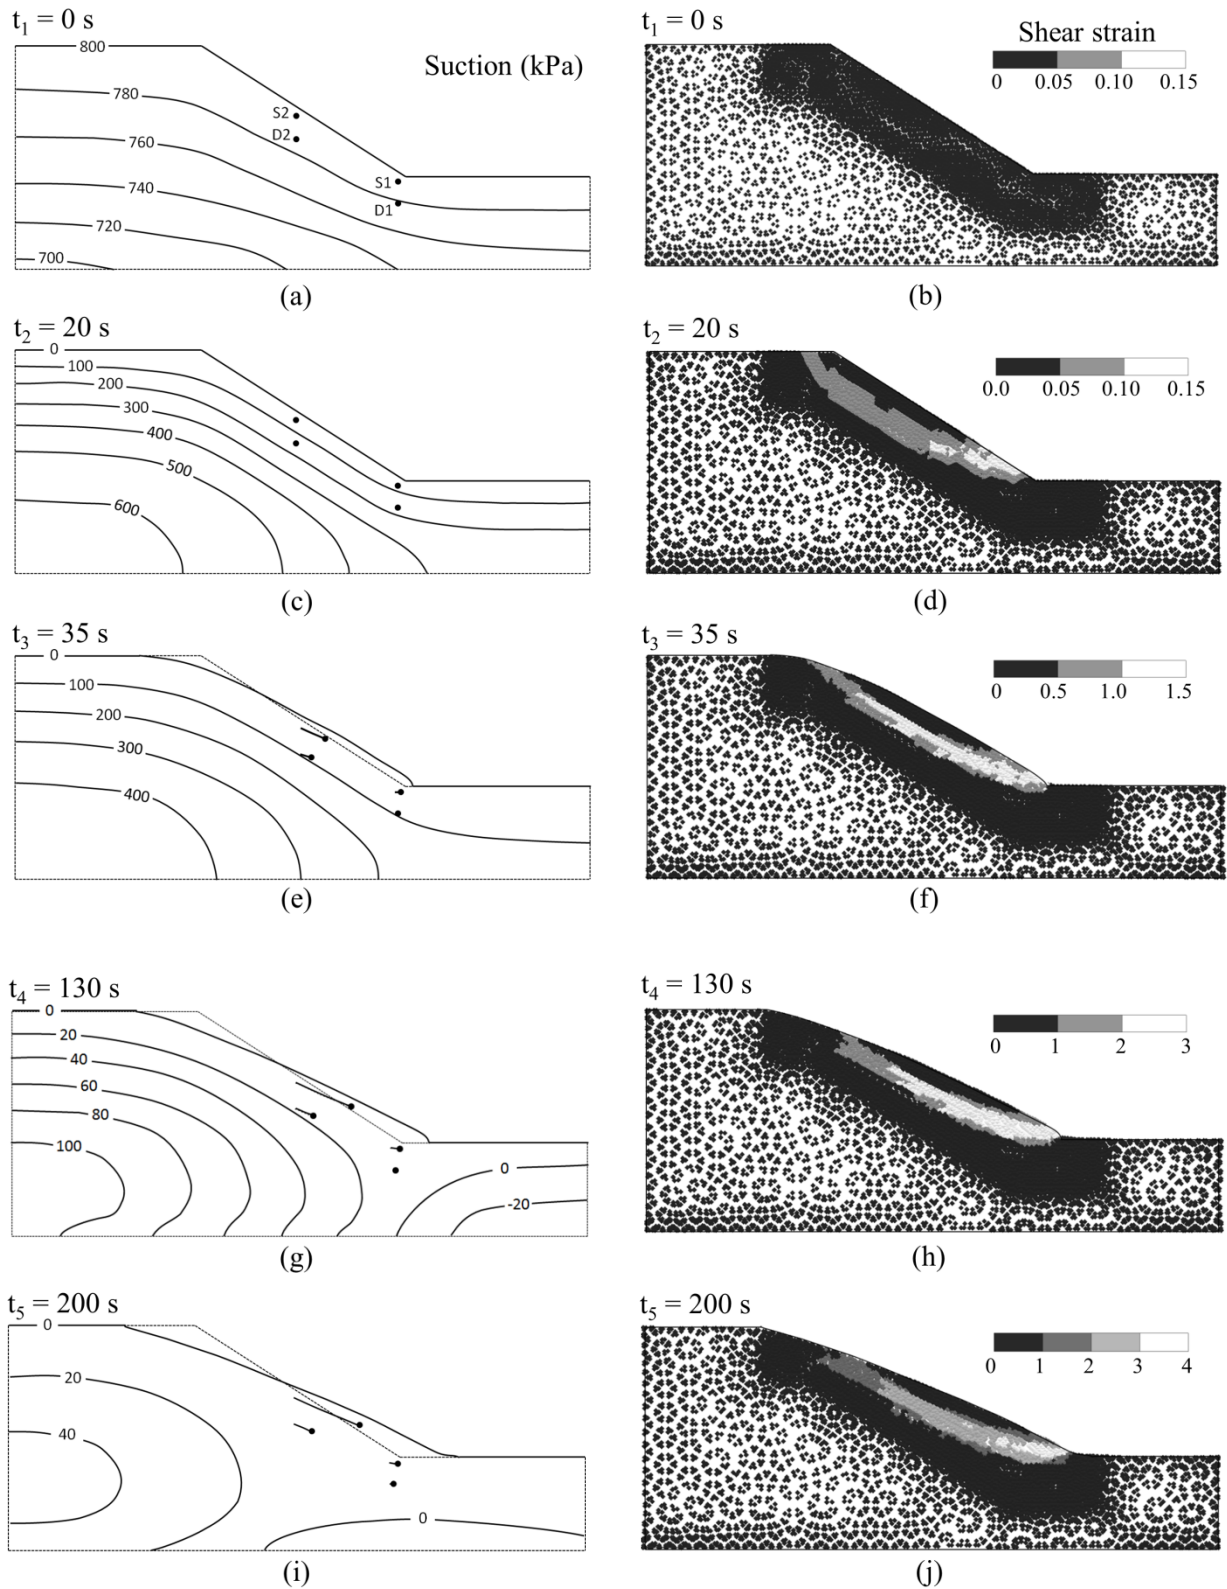 t₁ = 0 s
800
Suction (kPa)
780
S2
D2
760
740
S1
D1
720
700
(a)
t₁ = 0 s
Shear strain
0 0.05 0.10 0.15
(b)
t₂ = 20 s
0
100
200
300
400
500
600
(c)
t₂ = 20 s
0.0 0.05 0.10 0.15
(d)
t₃ = 35 s
0
100
200
300
400
(e)
t₃ = 35 s
0 0.5 1.0 1.5
(f)
t₄ = 130 s
0
20
40
60
80
100
0
-20
(g)
t₄ = 130 s
0 1 2 3
(h)
t₅ = 200 s
0
20
40
0
(i)
t₅ = 200 s
0 1 2 3 4
(j)